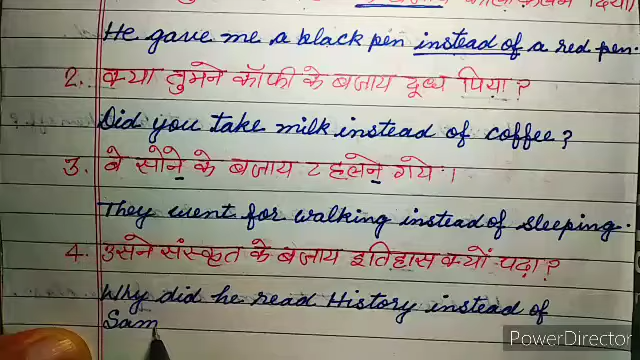 He gave me a black pen instead of a red pen.
2. क्या तुमने कॉफी के बजाय दूध पिया?
Did you take milk instead of coffee?
3. वे सोने के बजाय टहलने गये।
They went for walking instead of sleeping.
4. उसने संस्कृत के बजाय इतिहास क्यों पढ़ा?
Why did he read History instead of
Sam
PowerDirector